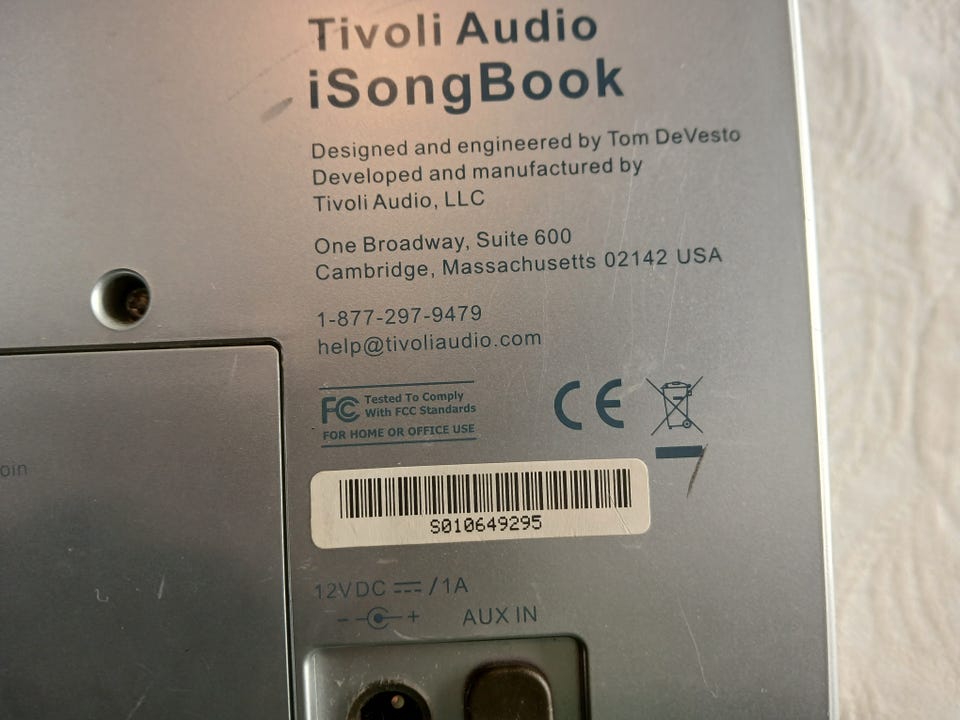 Tivoli Audio
iSongBook
Designed and engineered by Tom DeVesto
Developed and manufactured by
Tivoli Audio, LLC
One Broadway, Suite 600
Cambridge, Massachusetts 02142 USA
1-877-297-9479
help@tivoliaudio.com
FC Tested To Comply
With FCC Standards
FOR HOME OR OFFICE USE
CE
S010649295
12VDC /1A
- + AUX IN